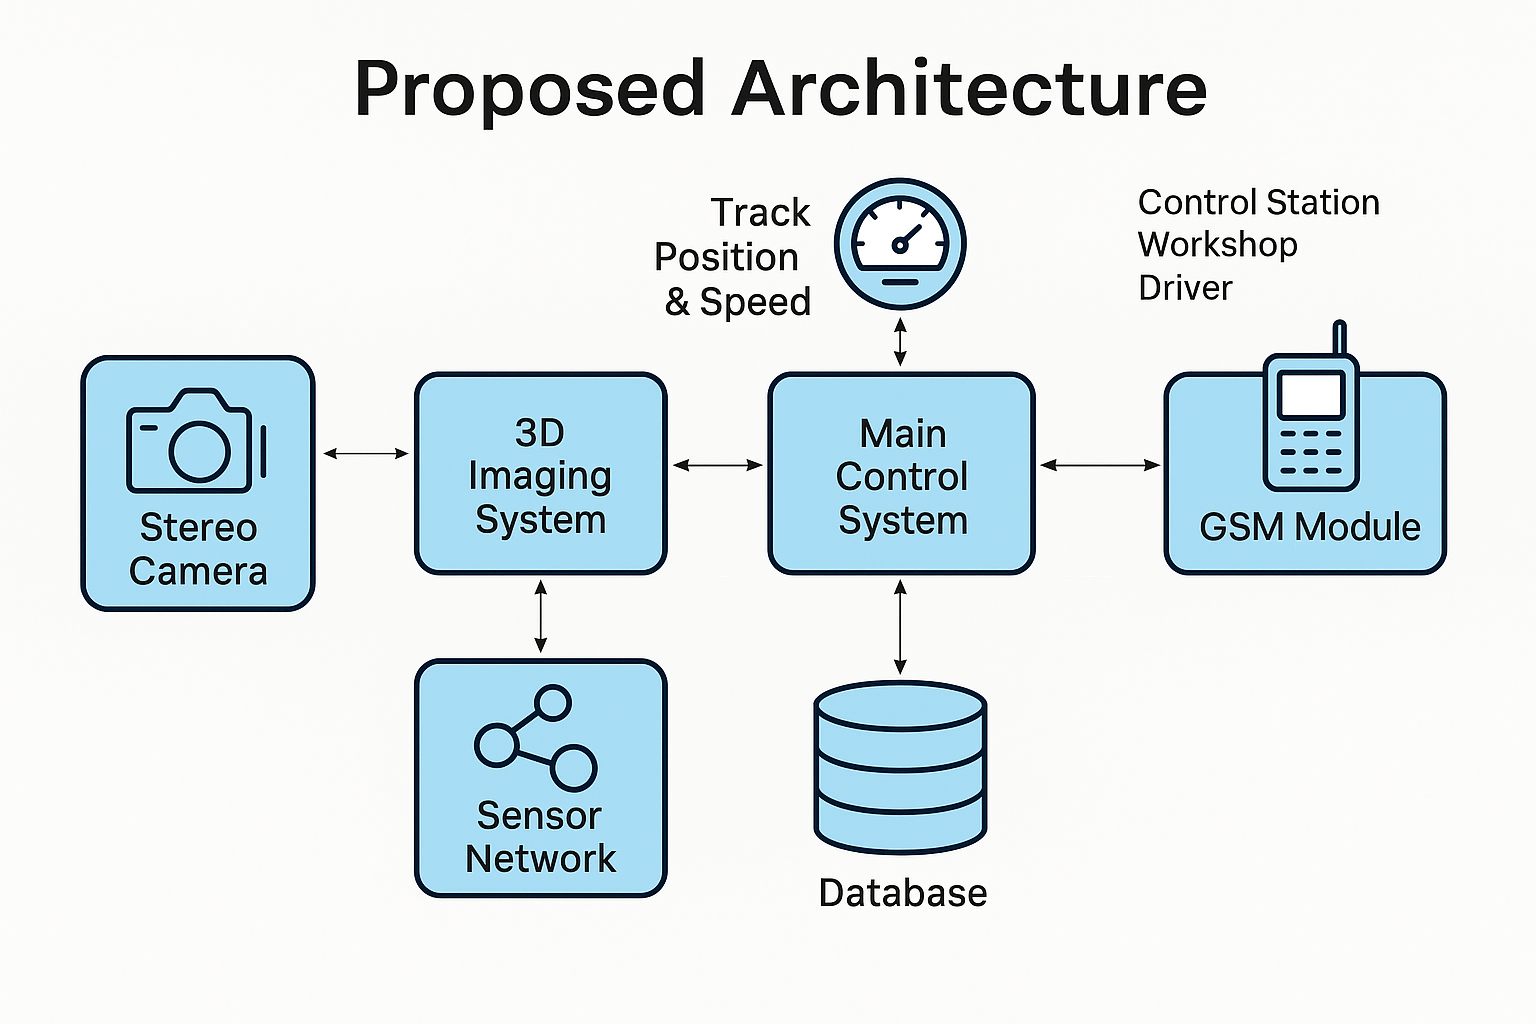 Proposed Architecture
Track
Position
& Speed
Control Station
Workshop
Driver
Stereo
Camera
3D
Imaging
System
Main
Control
System
GSM Module
Sensor
Network
Database